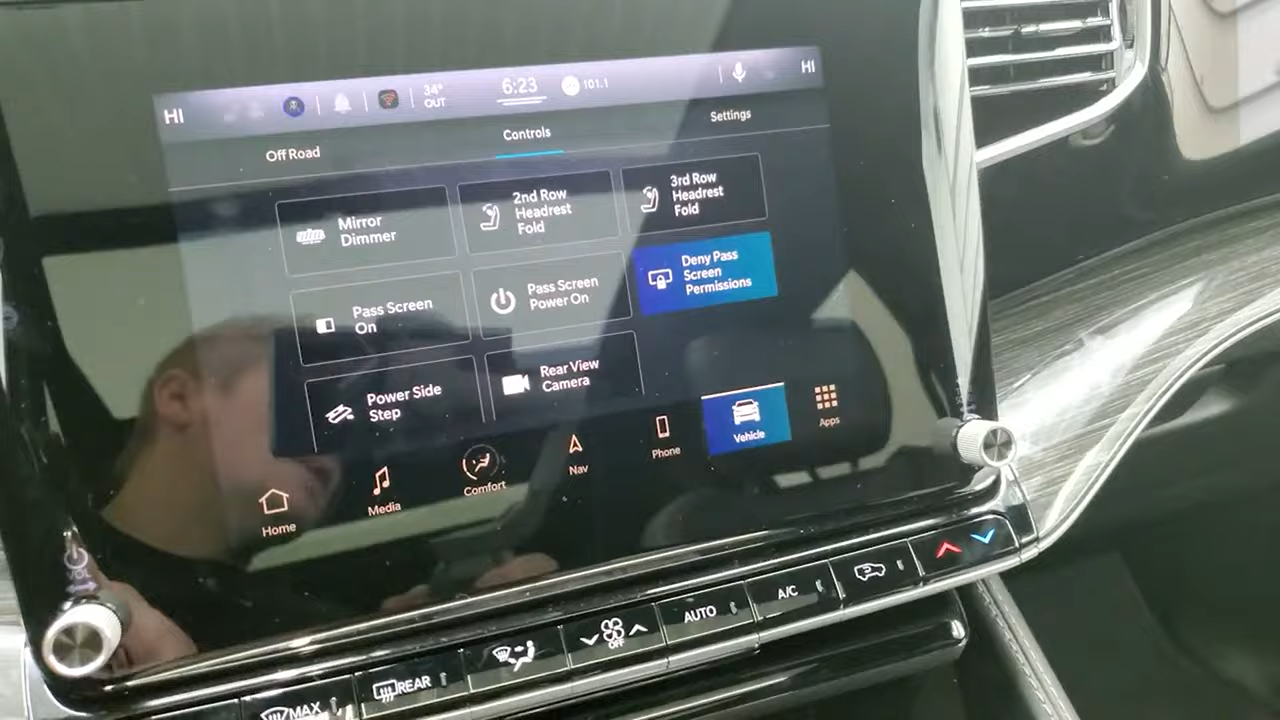 HI
34°
OUT
6:23
101.1
HI
Off Road
Controls
Settings
Mirror
Dimmer
2nd Row
Headrest
Fold
3rd Row
Headrest
Fold
Pass Screen
On
Pass Screen
Power On
Deny Pass
Screen
Permissions
Power Side
Step
Rear View
Camera
Home
Media
Comfort
Nav
Phone
Vehicle
Apps
MAX
REAR
OFF
AUTO
A/C